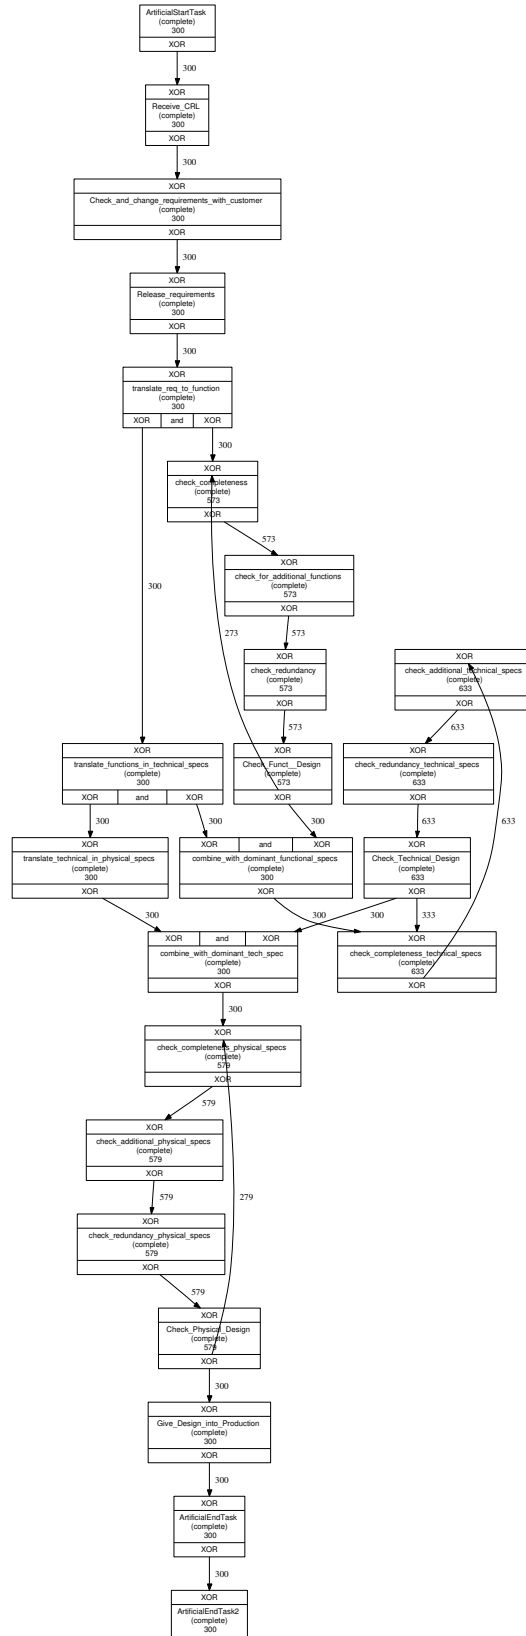 ArtificialStartTask
(complete)
300
XOR
300
XOR
Receive_CRL
(complete)
300
XOR
300
XOR
Check_and_change_requirements_with_customer
(complete)
300
XOR
300
XOR
Release_requirements
(complete)
300
XOR
300
XOR
translate_req_to_function
(complete)
300
XOR and XOR
300
XOR
check_completeness
(complete)
573
XOR
573
XOR
check_for_additional_functions
(complete)
573
XOR
300
573
273
XOR
check_redundancy
(complete)
573
XOR
XOR
check_additional_technical_specs
(complete)
633
XOR
573
633
XOR
translate_functions_in_technical_specs
(complete)
300
XOR and XOR
XOR
Check_Funct__Design
(complete)
573
XOR
XOR
check_redundancy_technical_specs
(complete)
633
XOR
300
300
300
633
633
XOR
translate_technical_in_physical_specs
(complete)
300
XOR
XOR and XOR
combine_with_dominant_functional_specs
(complete)
300
XOR
XOR
Check_Technical_Design
(complete)
633
XOR
300
300
300
333
XOR and XOR
combine_with_dominant_tech_spec
(complete)
300
XOR
XOR
check_completeness_technical_specs
(complete)
633
XOR
300
XOR
check_completeness_physical_specs
(complete)
579
XOR
579
XOR
check_additional_physical_specs
(complete)
579
XOR
579
279
XOR
check_redundancy_physical_specs
(complete)
579
XOR
579
XOR
Check_Physical_Design
(complete)
579
XOR
300
XOR
Give_Design_into_Production
(complete)
300
XOR
300
XOR
ArtificialEndTask
(complete)
300
XOR
300
XOR
ArtificialEndTask2
(complete)
300